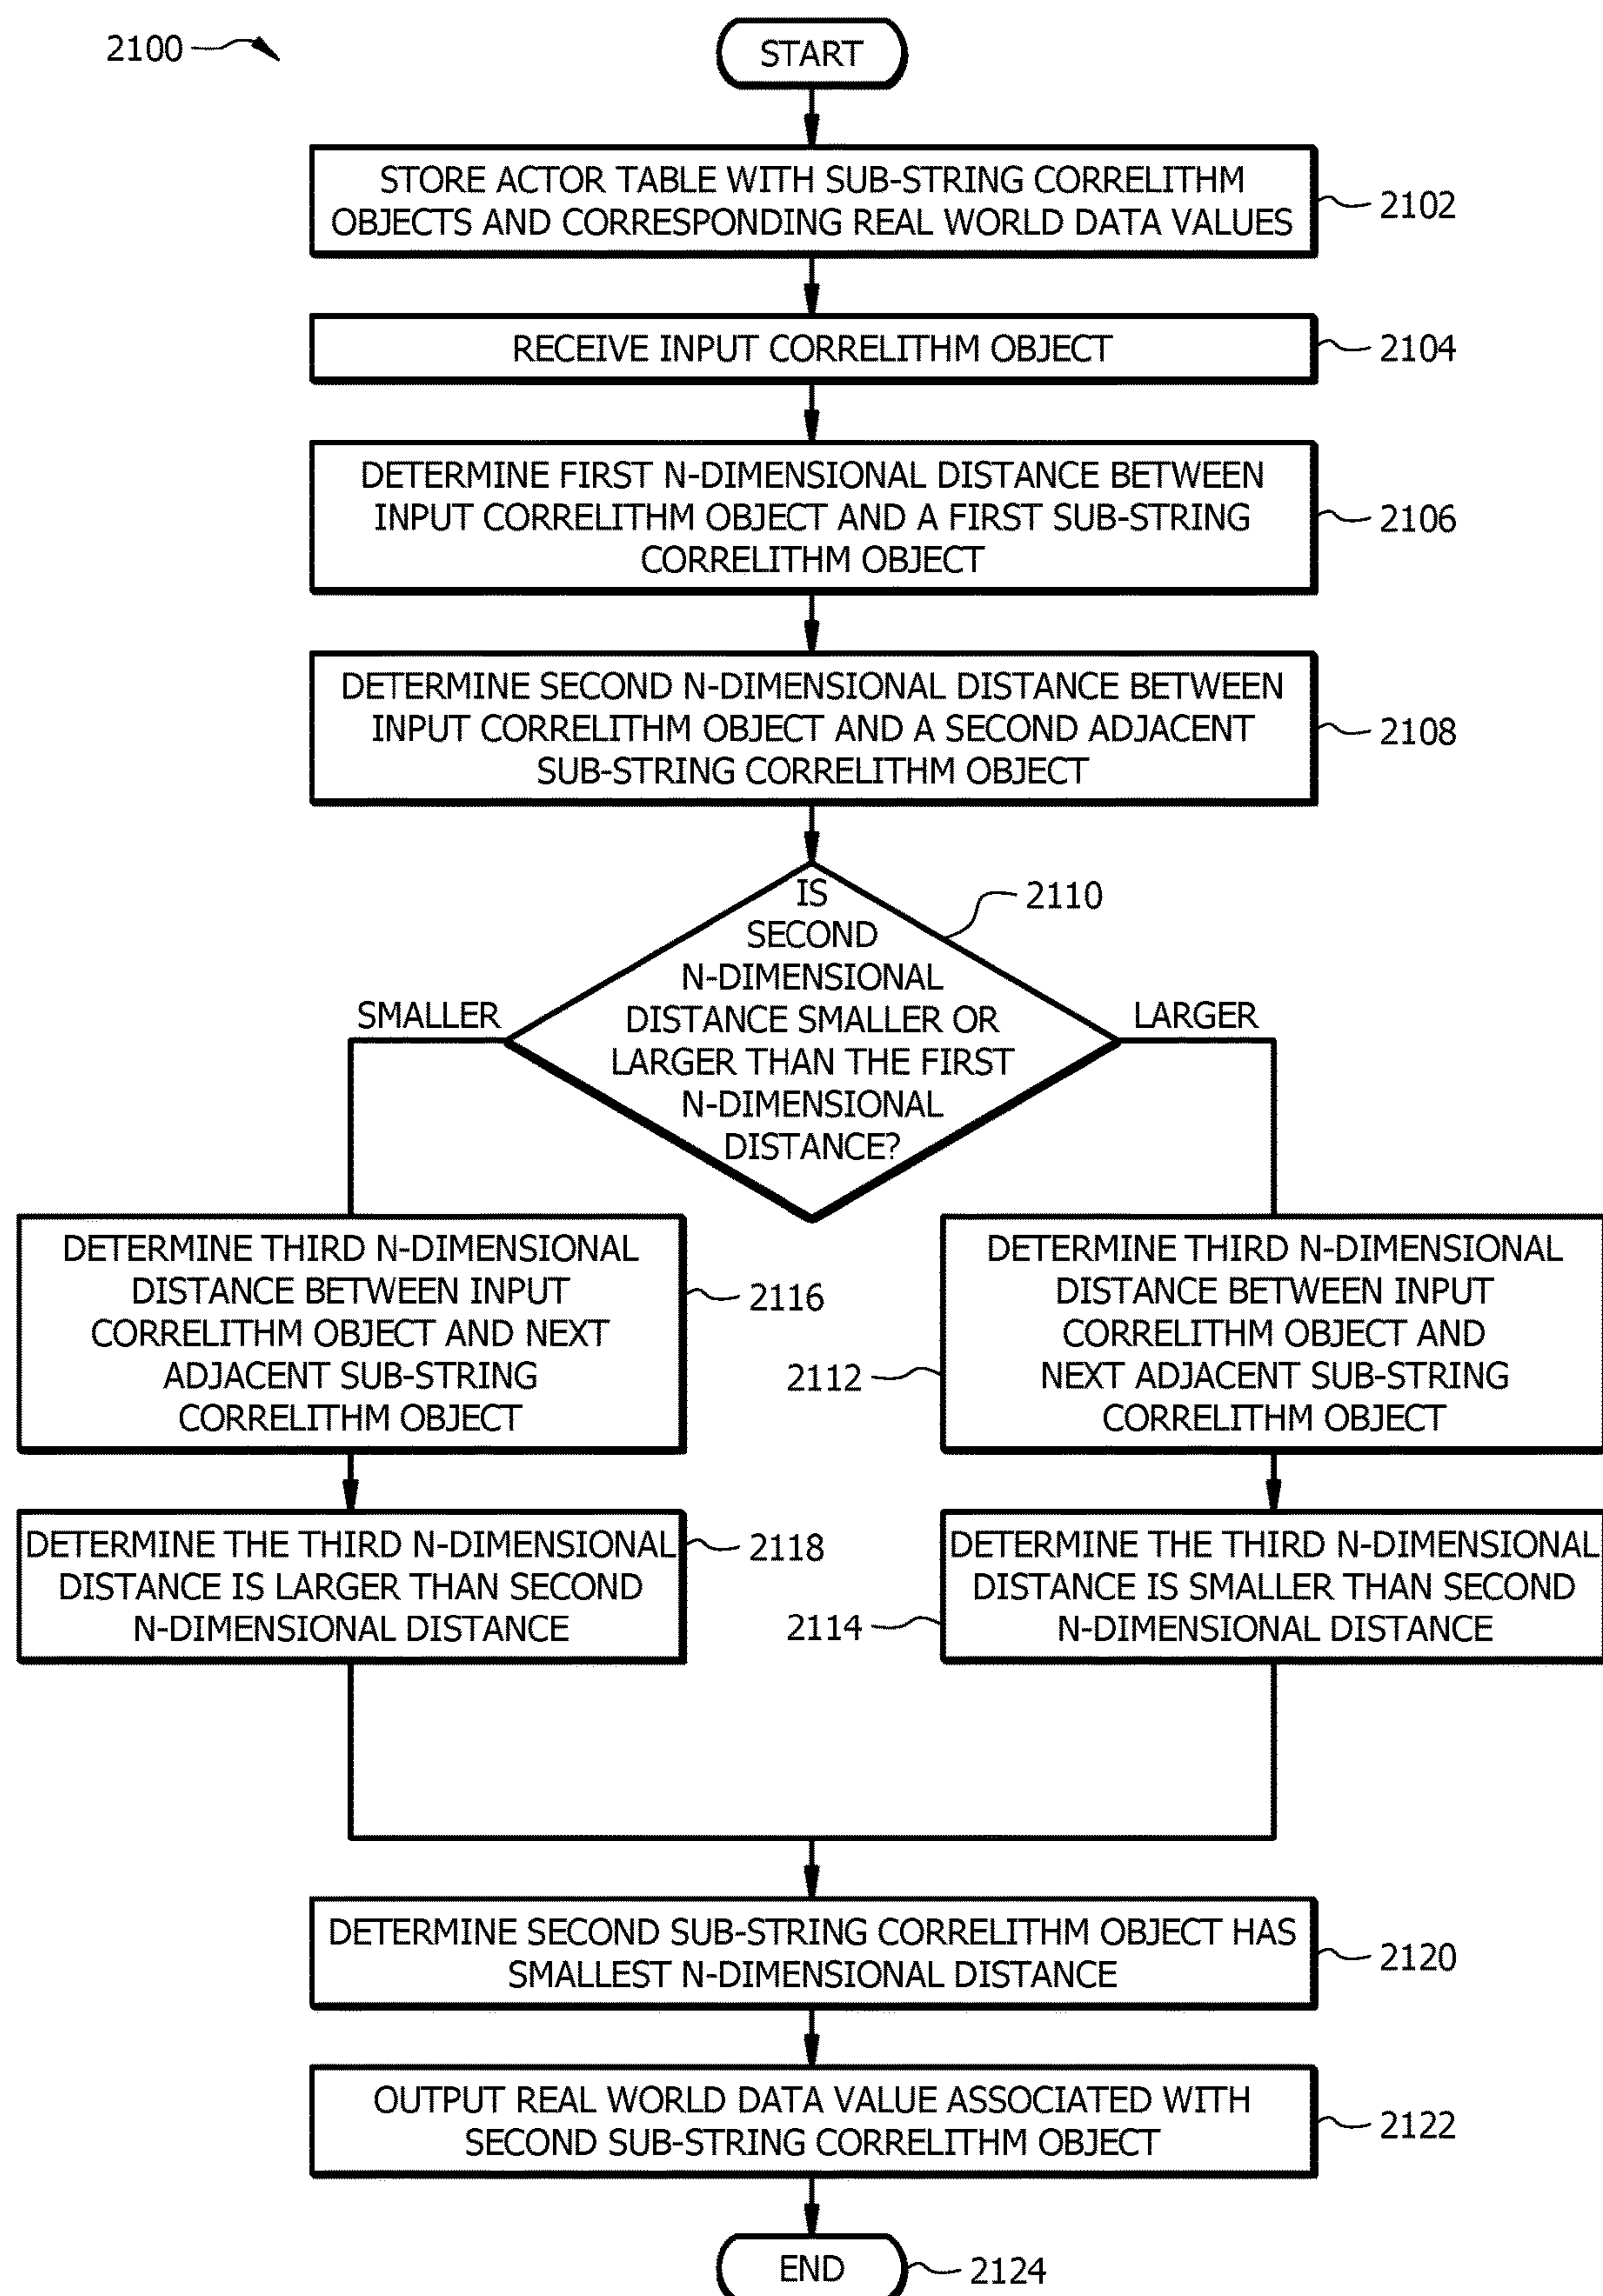 2100
START
STORE ACTOR TABLE WITH SUB-STRING CORRELITHM
OBJECTS AND CORRESPONDING REAL WORLD DATA VALUES
2102
RECEIVE INPUT CORRELITHM OBJECT
2104
DETERMINE FIRST N-DIMENSIONAL DISTANCE BETWEEN
INPUT CORRELITHM OBJECT AND A FIRST SUB-STRING
CORRELITHM OBJECT
2106
DETERMINE SECOND N-DIMENSIONAL DISTANCE BETWEEN
INPUT CORRELITHM OBJECT AND A SECOND ADJACENT
SUB-STRING CORRELITHM OBJECT
2108
IS
SECOND
N-DIMENSIONAL
DISTANCE SMALLER OR
LARGER THAN THE FIRST
N-DIMENSIONAL
DISTANCE?
2110
SMALLER
LARGER
DETERMINE THIRD N-DIMENSIONAL
DISTANCE BETWEEN INPUT
CORRELITHM OBJECT AND NEXT
ADJACENT SUB-STRING
CORRELITHM OBJECT
2116
DETERMINE THIRD N-DIMENSIONAL
DISTANCE BETWEEN INPUT
CORRELITHM OBJECT AND
NEXT ADJACENT SUB-STRING
CORRELITHM OBJECT
2112
DETERMINE THE THIRD N-DIMENSIONAL
DISTANCE IS LARGER THAN SECOND
N-DIMENSIONAL DISTANCE
2118
DETERMINE THE THIRD N-DIMENSIONAL
DISTANCE IS SMALLER THAN SECOND
N-DIMENSIONAL DISTANCE
2114
DETERMINE SECOND SUB-STRING CORRELITHM OBJECT HAS
SMALLEST N-DIMENSIONAL DISTANCE
2120
OUTPUT REAL WORLD DATA VALUE ASSOCIATED WITH
SECOND SUB-STRING CORRELITHM OBJECT
2122
END
2124